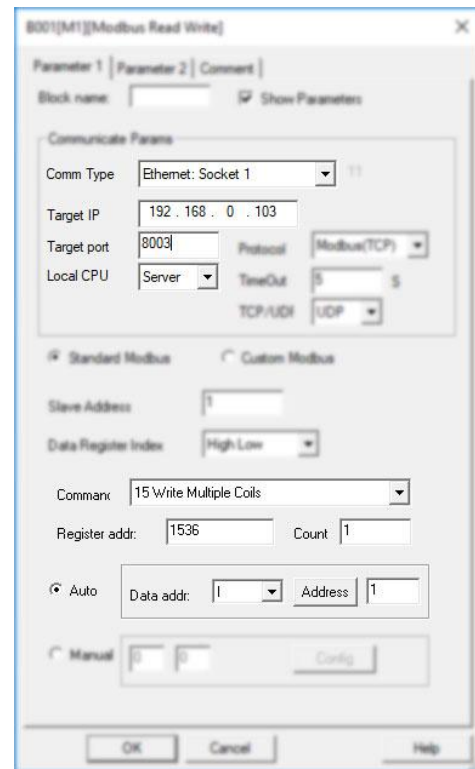 B001[M1][Modbus Read Write]
Parameter 1 Parameter 2 Comment
Block name: Show Parameters
Communicate Params
Comm Type Ethernet: Socket 1 11
Target IP 192 . 168 . 0 . 103
Target port 8003 Protocol Modbus(TCP)
Local CPU Server TimeOut 5 S
TCP/UDI UDP
Standard Modbus Custom Modbus
Slave Address 1
Data Register Index High Low
Comman 15 Write Multiple Coils
Register addr: 1536 Count 1
Auto Data addr: I Address 1
Manual 0 0 Config
OK Cancel Help